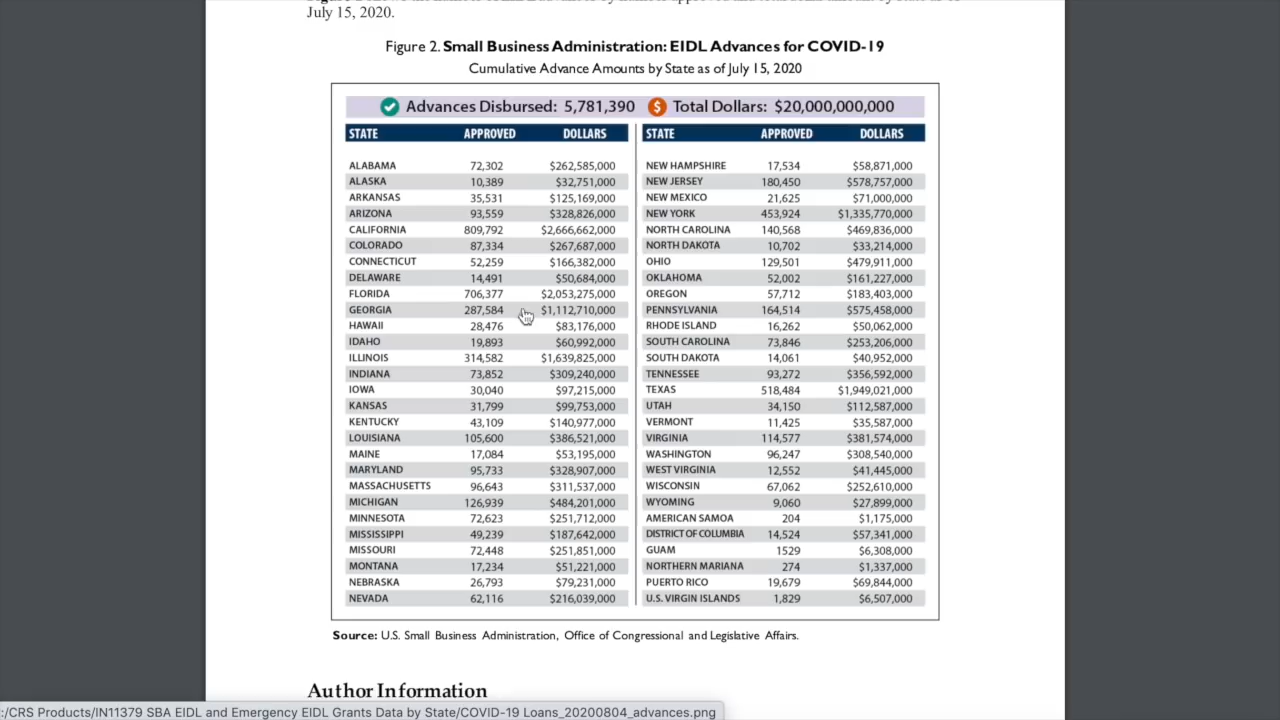 July 15, 2020.
Figure 2. Small Business Administration: EIDL Advances for COVID-19
Cumulative Advance Amounts by State as of July 15, 2020
Advances Disbursed: 5,781,390 $ Total Dollars: $20,000,000,000
STATE APPROVED DOLLARS STATE APPROVED DOLLARS
ALABAMA 72,302 $262,585,000 NEW HAMPSHIRE 17,534 $58,871,000
ALASKA 10,389 $32,751,000 NEW JERSEY 180,450 $578,757,000
ARKANSAS 35,531 $125,169,000 NEW MEXICO 21,625 $71,000,000
ARIZONA 93,559 $328,826,000 NEW YORK 453,924 $1,335,770,000
CALIFORNIA 809,792 $2,666,662,000 NORTH CAROLINA 140,568 $469,836,000
COLORADO 87,334 $267,687,000 NORTH DAKOTA 10,702 $33,214,000
CONNECTICUT 52,259 $166,382,000 OHIO 129,501 $479,911,000
DELAWARE 14,491 $50,684,000 OKLAHOMA 52,002 $161,227,000
FLORIDA 706,377 $2,053,275,000 OREGON 57,712 $183,403,000
GEORGIA 287,584 $1,112,710,000 PENNSYLVANIA 164,514 $575,458,000
HAWAII 28,476 $83,176,000 RHODE ISLAND 16,262 $50,062,000
IDAHO 19,893 $60,992,000 SOUTH CAROLINA 73,846 $253,206,000
ILLINOIS 314,582 $1,639,825,000 SOUTH DAKOTA 14,061 $40,952,000
INDIANA 73,852 $309,240,000 TENNESSEE 93,272 $356,592,000
IOWA 30,040 $97,215,000 TEXAS 518,484 $1,949,021,000
KANSAS 31,799 $99,753,000 UTAH 34,150 $112,587,000
KENTUCKY 43,109 $140,977,000 VERMONT 11,425 $35,587,000
LOUISIANA 105,600 $386,521,000 VIRGINIA 114,577 $381,574,000
MAINE 17,084 $53,195,000 WASHINGTON 96,247 $308,540,000
MARYLAND 95,733 $328,907,000 WEST VIRGINIA 12,552 $41,445,000
MASSACHUSETTS 96,643 $311,537,000 WISCONSIN 67,062 $252,610,000
MICHIGAN 126,939 $484,201,000 WYOMING 9,060 $27,899,000
MINNESOTA 72,623 $251,712,000 AMERICAN SAMOA 204 $1,175,000
MISSISSIPPI 49,239 $187,642,000 DISTRICT OF COLUMBIA 14,524 $57,341,000
MISSOURI 72,448 $251,851,000 GUAM 1529 $6,308,000
MONTANA 17,234 $51,221,000 NORTHERN MARIANA 274 $1,337,000
NEBRASKA 26,793 $79,231,000 PUERTO RICO 19,679 $69,844,000
NEVADA 62,116 $216,039,000 U.S. VIRGIN ISLANDS 1,829 $6,507,000
Source: U.S. Small Business Administration, Office of Congressional and Legislative Affairs.
Author Information
:/CRS Products/IN11379 SBA EIDL and Emergency EIDL Grants Data by State/COVID-19 Loans_20200804_advances.png